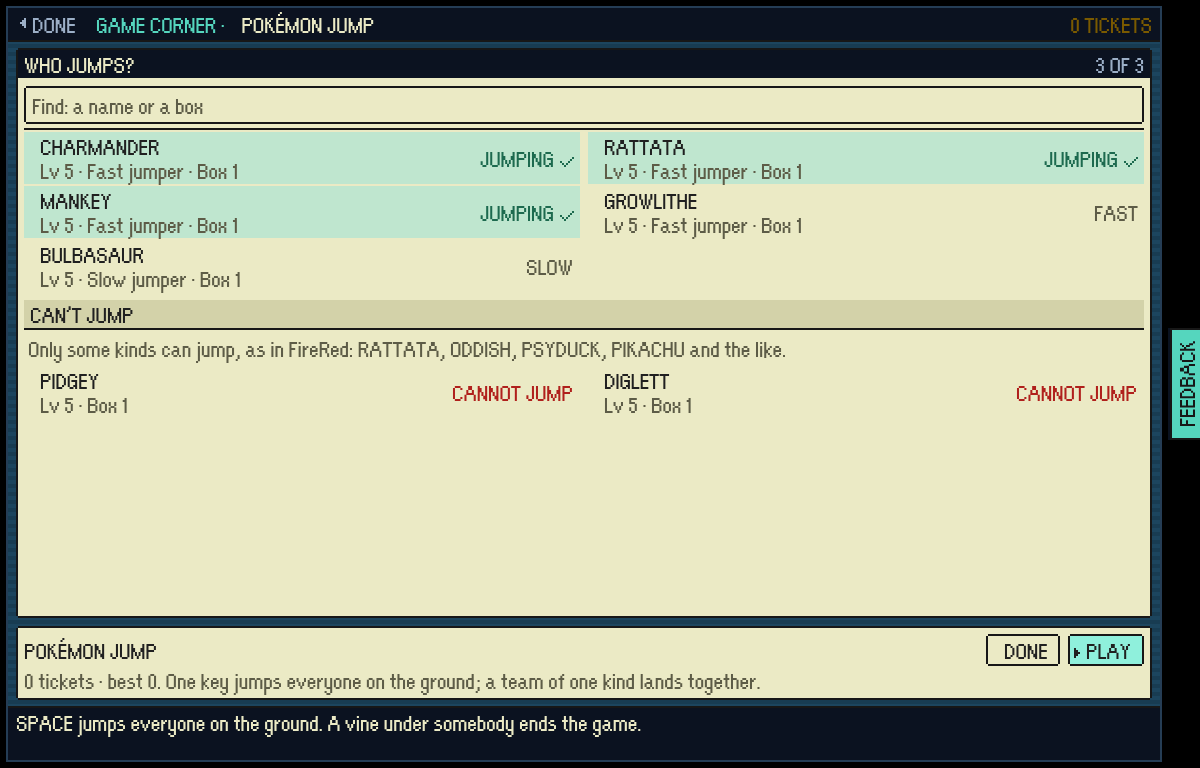 DONE GAME CORNER · POKÉMON JUMP 0 TICKETS
WHO JUMPS? 3 OF 3
Find: a name or a box
CHARMANDER
Lv 5 · Fast jumper · Box 1
JUMPING ✓
RATTATA
Lv 5 · Fast jumper · Box 1
JUMPING ✓
MANKEY
Lv 5 · Fast jumper · Box 1
JUMPING ✓
GROWLITHE
Lv 5 · Fast jumper · Box 1
FAST
BULBASAUR
Lv 5 · Slow jumper · Box 1
SLOW
CAN'T JUMP
Only some kinds can jump, as in FireRed: RATTATA, ODDISH, PSYDUCK, PIKACHU and the like.
PIDGEY
Lv 5 · Box 1
CANNOT JUMP
DIGLETT
Lv 5 · Box 1
CANNOT JUMP
POKÉMON JUMP
DONE PLAY
0 tickets · best 0. One key jumps everyone on the ground; a team of one kind lands together.
SPACE jumps everyone on the ground. A vine under somebody ends the game.
FEEDBACK